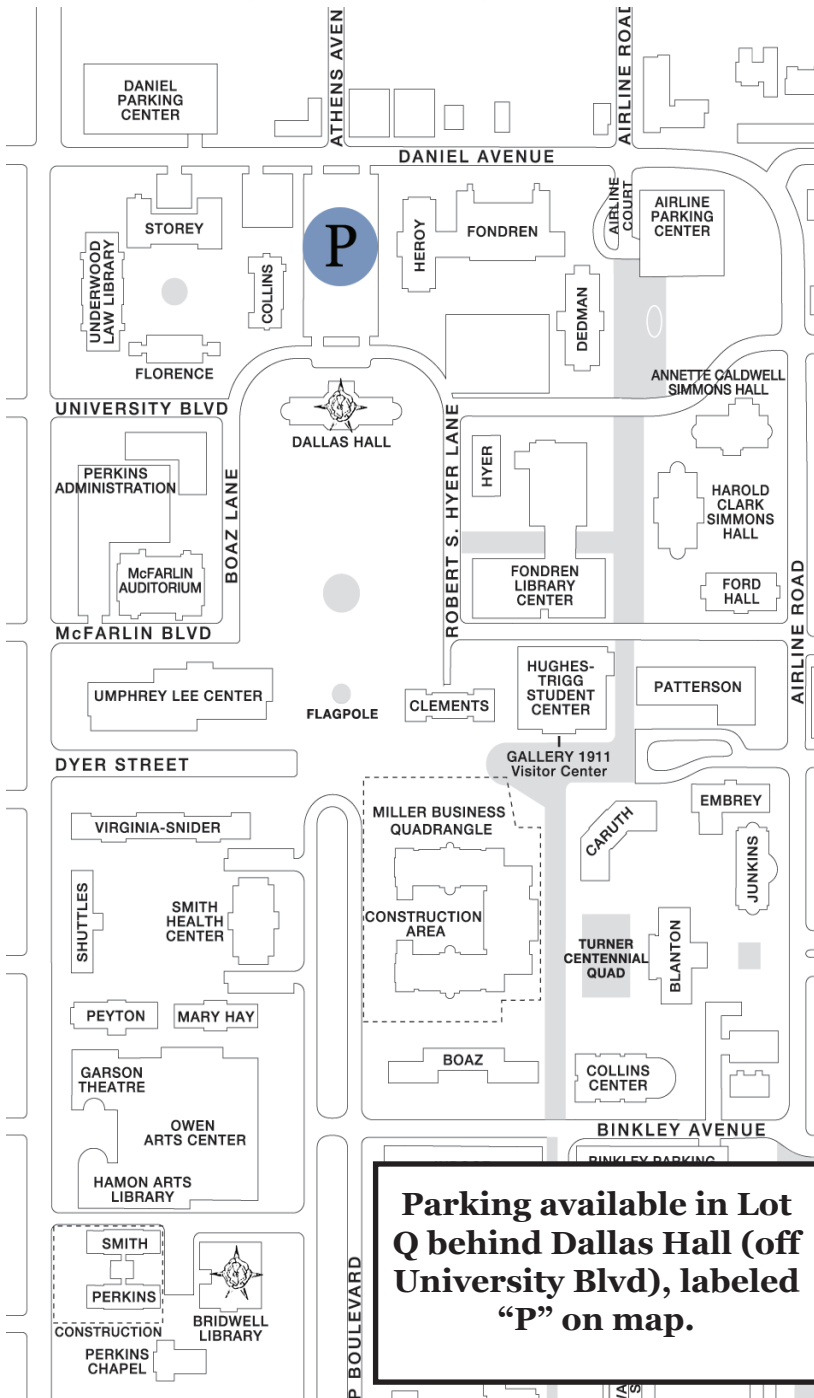 ATHENS AVEN
AIRLINE ROAD
DANIEL
PARKING
CENTER
DANIEL AVENUE
STOREY
P
HEROY
FONDREN
AIRLINE
COURT
AIRLINE
PARKING
CENTER
UNDERWOOD
LAW LIBRARY
COLLINS
DEDMAN
FLORENCE
ANNETTE CALDWELL
SIMMONS HALL
UNIVERSITY BLVD
DALLAS HALL
ROBERT S. HYER LANE
HYER
PERKINS
ADMINISTRATION
BOAZ LANE
HAROLD
CLARK
SIMMONS
HALL
McFARLIN
AUDITORIUM
FONDREN
LIBRARY
CENTER
FORD
HALL
AIRLINE ROAD
McFARLIN BLVD
UMPHREY LEE CENTER
FLAGPOLE
CLEMENTS
HUGHES-
TRIGG
STUDENT
CENTER
PATTERSON
GALLERY 1911
Visitor Center
DYER STREET
VIRGINIA-SNIDER
MILLER BUSINESS
QUADRANGLE
CARUTH
EMBREY
JUNKINS
SHUTTLES
SMITH
HEALTH
CENTER
CONSTRUCTION
AREA
TURNER
CENTENNIAL
QUAD
BLANTON
PEYTON
MARY HAY
BOAZ
COLLINS
CENTER
GARSON
THEATRE
OWEN
ARTS CENTER
HAMON ARTS
LIBRARY
BINKLEY AVENUE
BINKLEY PARKING
SMITH
PERKINS
CONSTRUCTION
BRIDWELL
LIBRARY
PERKINS
CHAPEL
P BOULEVARD
Parking available in Lot
Q behind Dallas Hall (off
University Blvd), labeled
“P” on map.